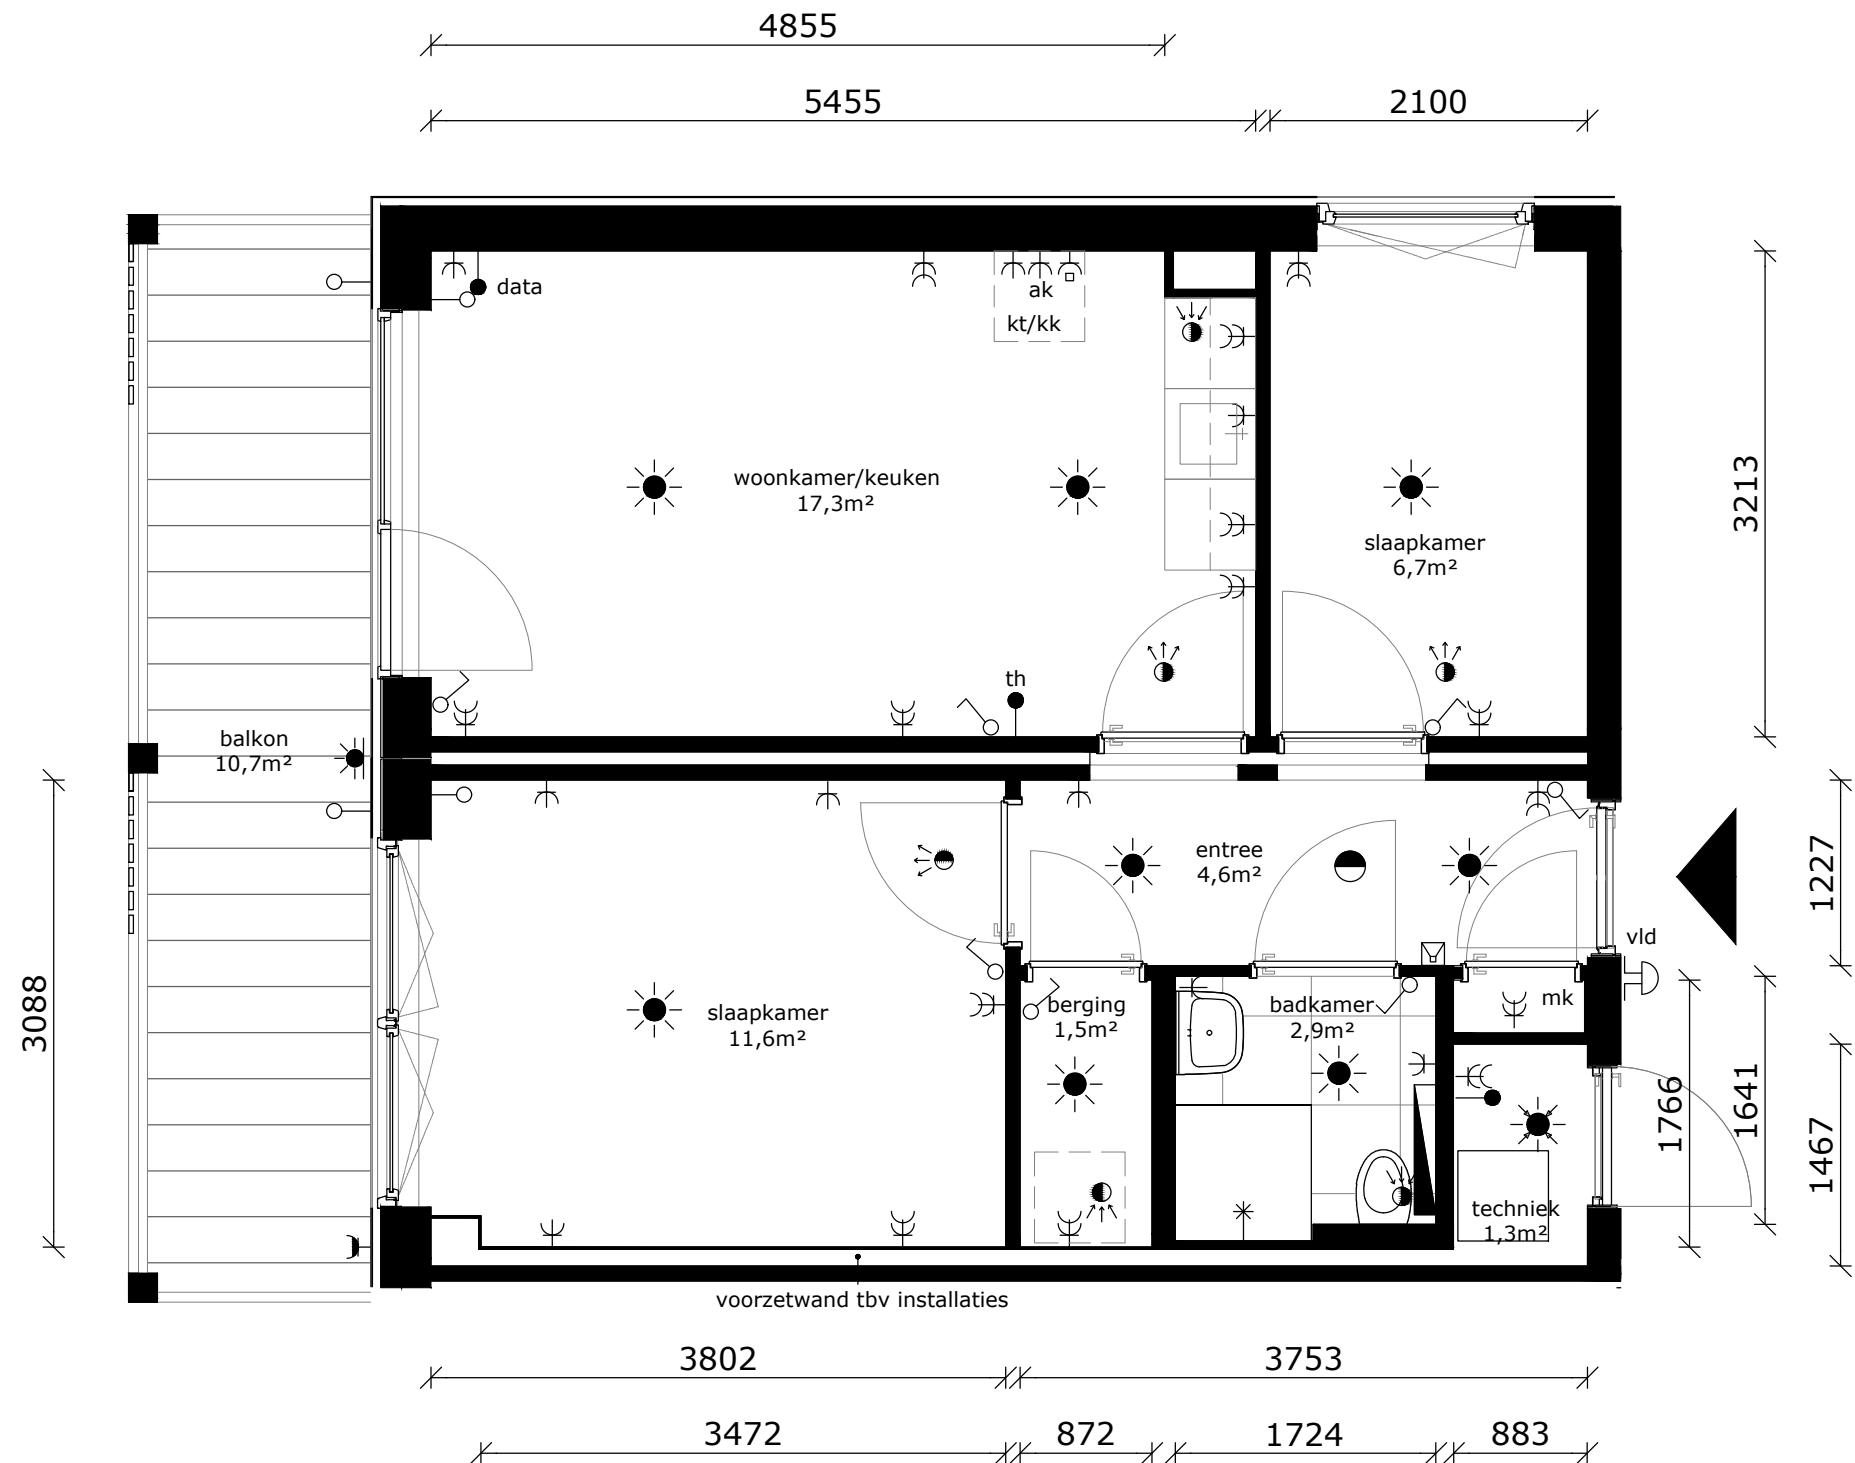 4855
5455
2100
data
ak
kt/kk
woonkamer/keuken
17,3m²
slaapkamer
6,7m²
3213
th
balkon
10,7m²
entree
4,6m²
1227
vld
3088
slaapkamer
11,6m²
berging
1,5m²
badkamer
2,9m²
mk
1766
1641
1467
techniek
1,3m²
voorzetwand tbv installaties
3802
3753
3472
872
1724
883